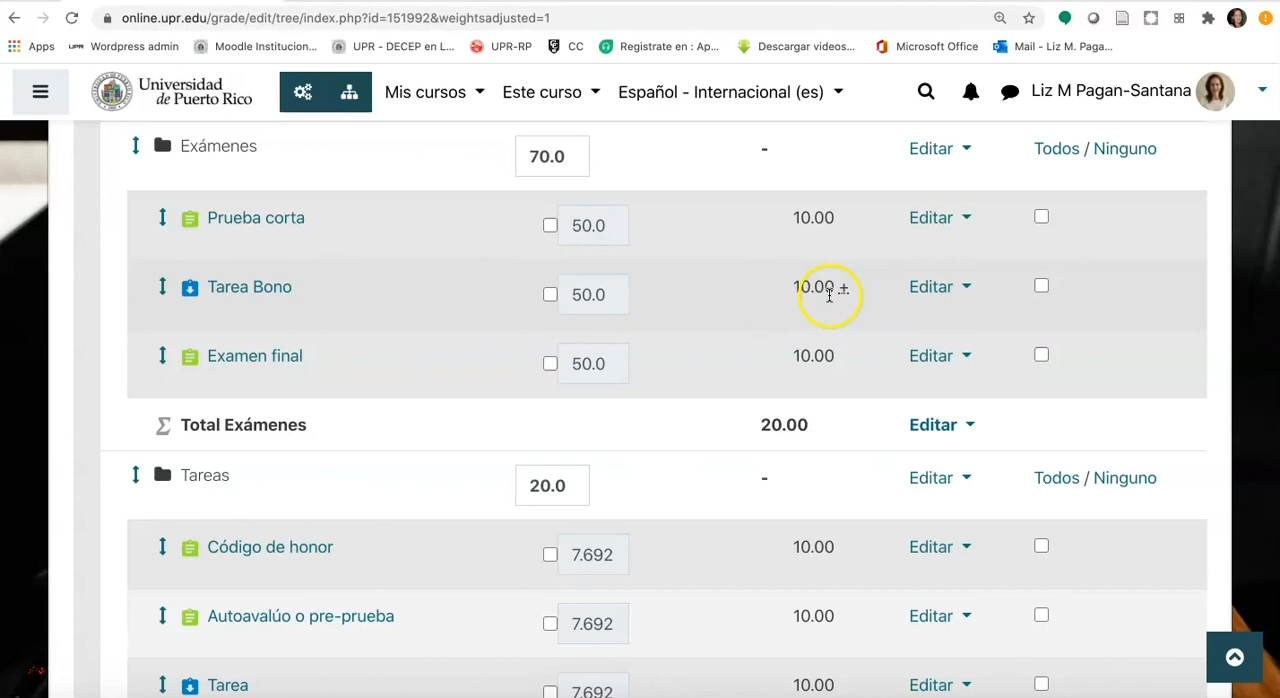 online.upr.edu/grade/edit/tree/index.php?id=151992&weightsadjusted=1
Apps UPR Wordpress admin Moodle Institucion... UPR - DECEP en L... UPR-RP CC Registrate en : Ap... Descargar videos... Microsoft Office Mail - Liz M. Paga...
Universidad
de Puerto Rico
Mis cursos Este curso Español - Internacional (es) Liz M Pagan-Santana
Exámenes 70.0 - Editar Todos / Ninguno
Prueba corta 50.0 10.00 Editar
Tarea Bono 50.0 10.00 + Editar
Examen final 50.0 10.00 Editar
Σ Total Exámenes 20.00 Editar
Tareas 20.0 - Editar Todos / Ninguno
Código de honor 7.692 10.00 Editar
Autoavalúo o pre-prueba 7.692 10.00 Editar
Tarea 7.692 10.00 Editar